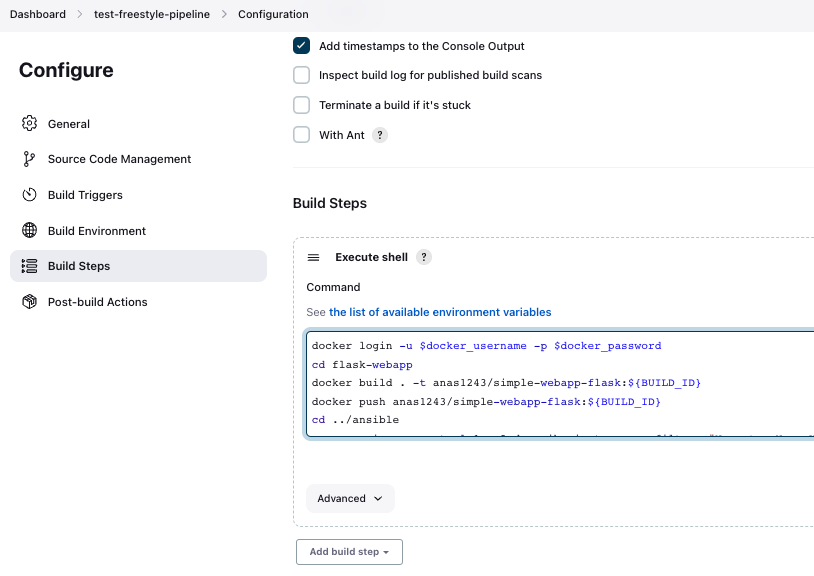 Dashboard > test-freestyle-pipeline > Configuration
Configure
General
Source Code Management
Build Triggers
Build Environment
Build Steps
Post-build Actions
Add timestamps to the Console Output
Inspect build log for published build scans
Terminate a build if it's stuck
With Ant ?
Build Steps
Execute shell ?
Command
See the list of available environment variables
docker login -u $docker_username -p $docker_password
cd flask-webapp
docker build . -t anas1243/simple-webapp-flask:${BUILD_ID}
docker push anas1243/simple-webapp-flask:${BUILD_ID}
cd ../ansible
Advanced
Add build step